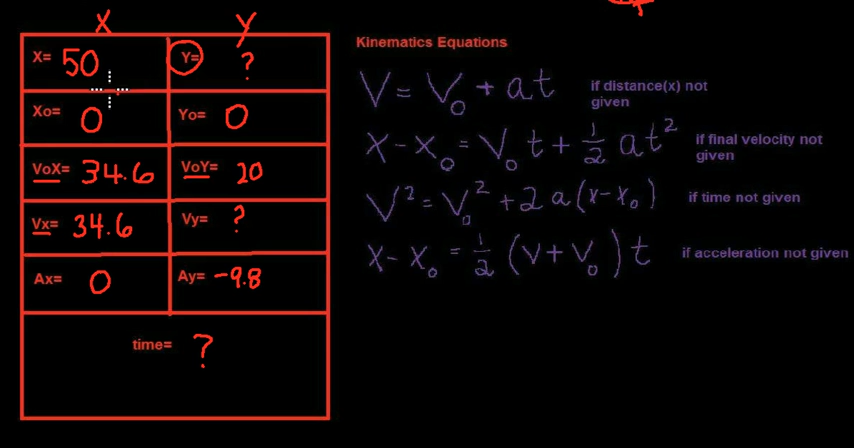 X Y
X= 50 Y= ?
Xo= 0 Yo= 0
VoX= 34.6 VoY= 20
Vx= 34.6 Vy= ?
Ax= 0 Ay= -9.8
time= ?
Kinematics Equations
V = V₀ + at if distance(x) not given
x - x₀ = V₀ t + ½ at² if final velocity not given
V² = V₀² + 2a(x-x₀) if time not given
x - x₀ = ½ (V + V₀) t if acceleration not given